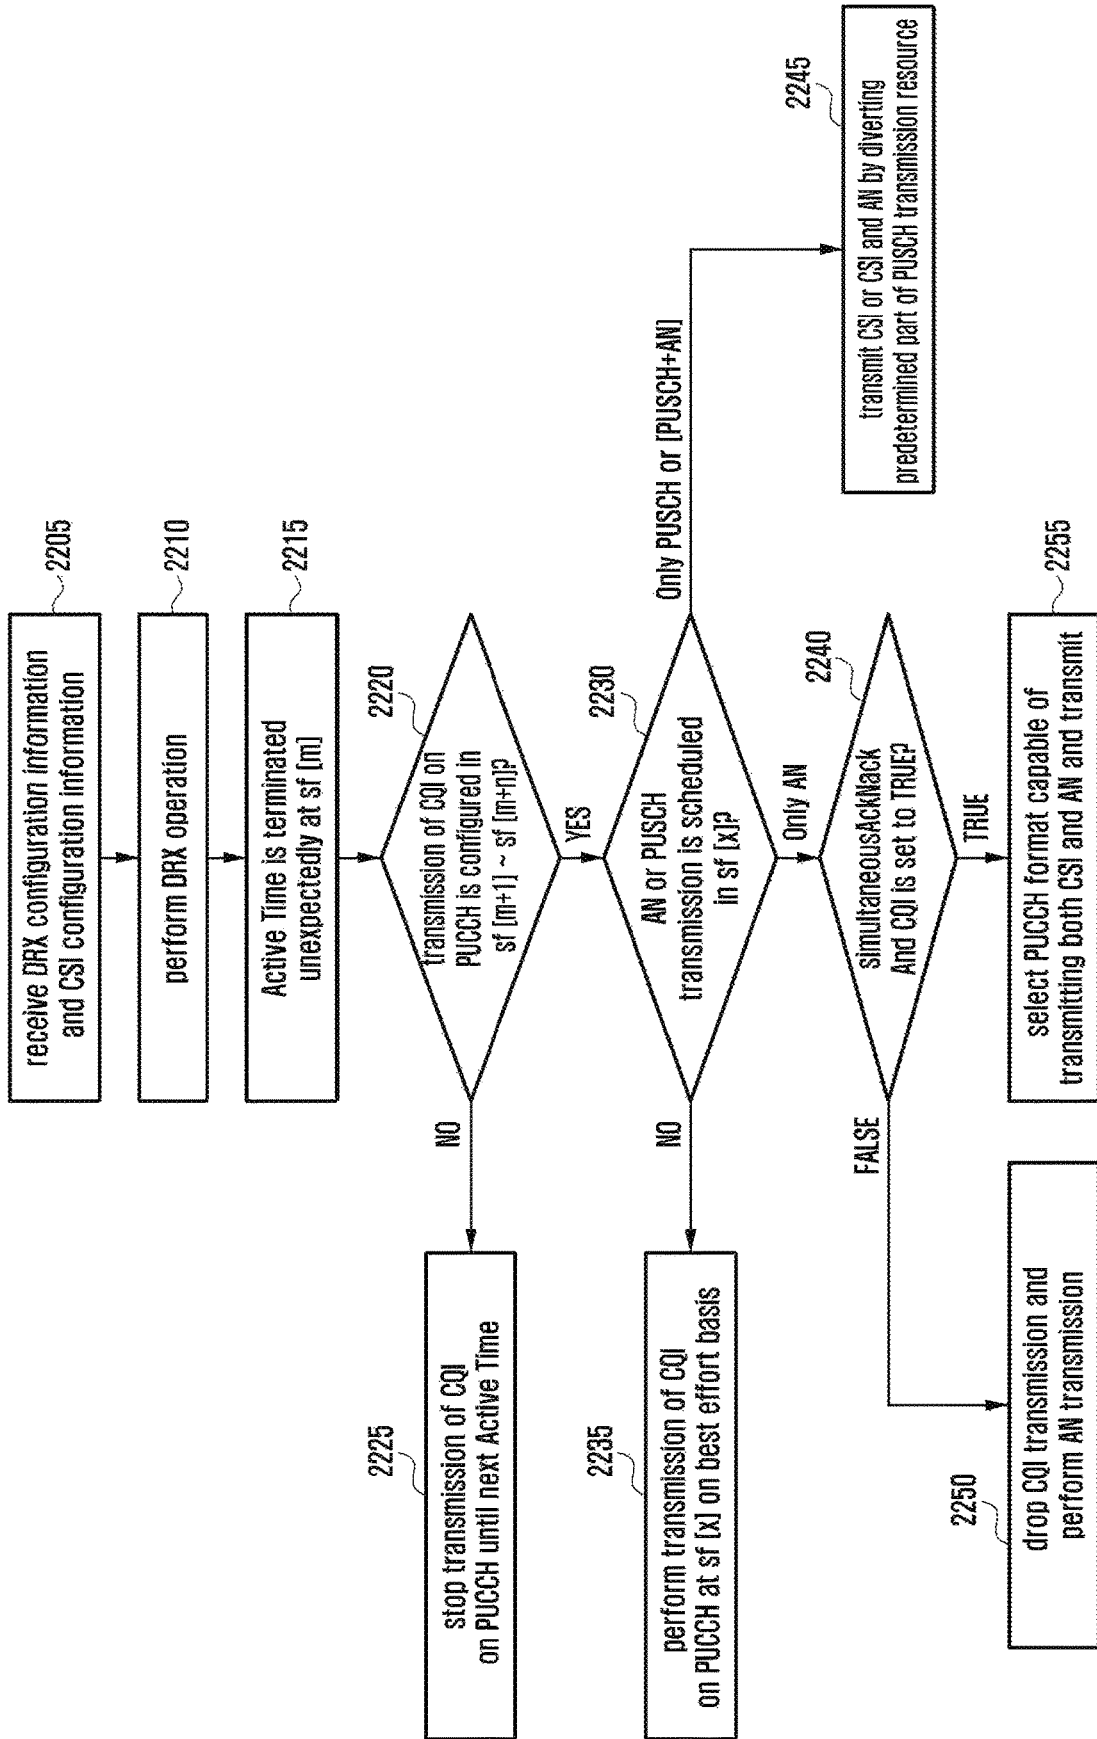 receive DRX configuration information
and CSI configuration information
2205
perform DRX operation
2210
Active Time is terminated
unexpectedly at sf [m]
2215
transmission of CQI on
PUCCH is configured in
sf [m+1] ~ sf [m+n]?
2220
NO
YES
stop transmission of CQI
on PUCCH until next Active Time
2225
AN or PUSCH
transmission is scheduled
in sf [x]?
2230
NO
Only AN
Only PUSCH or [PUSCH+AN]
perform transmission of CQI
on PUCCH at sf [x] on best effort basis
2235
simultaneousAckNack
And CQI is set to TRUE?
2240
FALSE
TRUE
transmit CSI or CSI and AN by diverting
predetermined part of PUSCH transmission resource
2245
drop CQI transmission and
perform AN transmission
2250
select PUCCH format capable of
transmitting both CSI and AN and transmit
2255